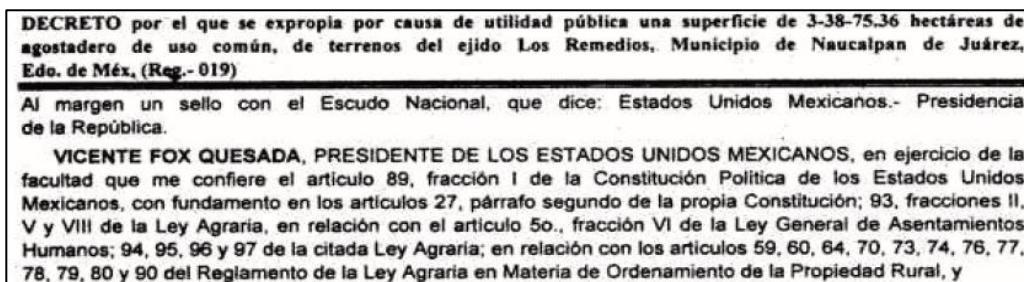 DECRETO por el que se expropia por causa de utilidad pública una superficie de 3-38-75.36 hectáreas de
agostadero de uso común, de terrenos del ejido Los Remedios, Municipio de Naucalpan de Juárez,
Edo. de Méx, (Reg.- 019)
Al margen un sello con el Escudo Nacional, que dice: Estados Unidos Mexicanos.- Presidencia
de la República.
VICENTE FOX QUESADA, PRESIDENTE DE LOS ESTADOS UNIDOS MEXICANOS, en ejercicio de la
facultad que me confiere el artículo 89, fracción I de la Constitución Política de los Estados Unidos
Mexicanos, con fundamento en los artículos 27, párrafo segundo de la propia Constitución; 93, fracciones II,
V y VIII de la Ley Agraria, en relación con el artículo 5o., fracción VI de la Ley General de Asentamientos
Humanos; 94, 95, 96 y 97 de la citada Ley Agraria; en relación con los artículos 59, 60, 64, 70, 73, 74, 76, 77,
78, 79, 80 y 90 del Reglamento de la Ley Agraria en Materia de Ordenamiento de la Propiedad Rural, y